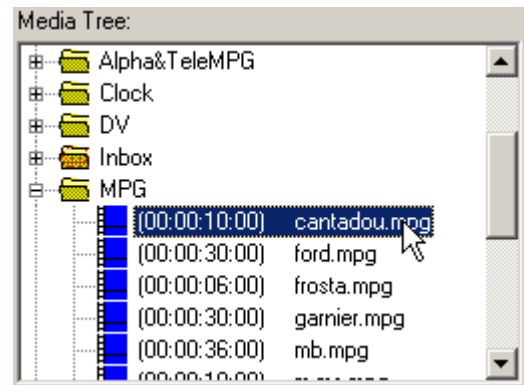 Media Tree:
Alpha&TeleMPG
Clock
DV
Inbox
MPG
(00:00:10:00) cantadou.mpg
(00:00:30:00) ford.mpg
(00:00:06:00) frosta.mpg
(00:00:30:00) garnier.mpg
(00:00:36:00) mb.mpg